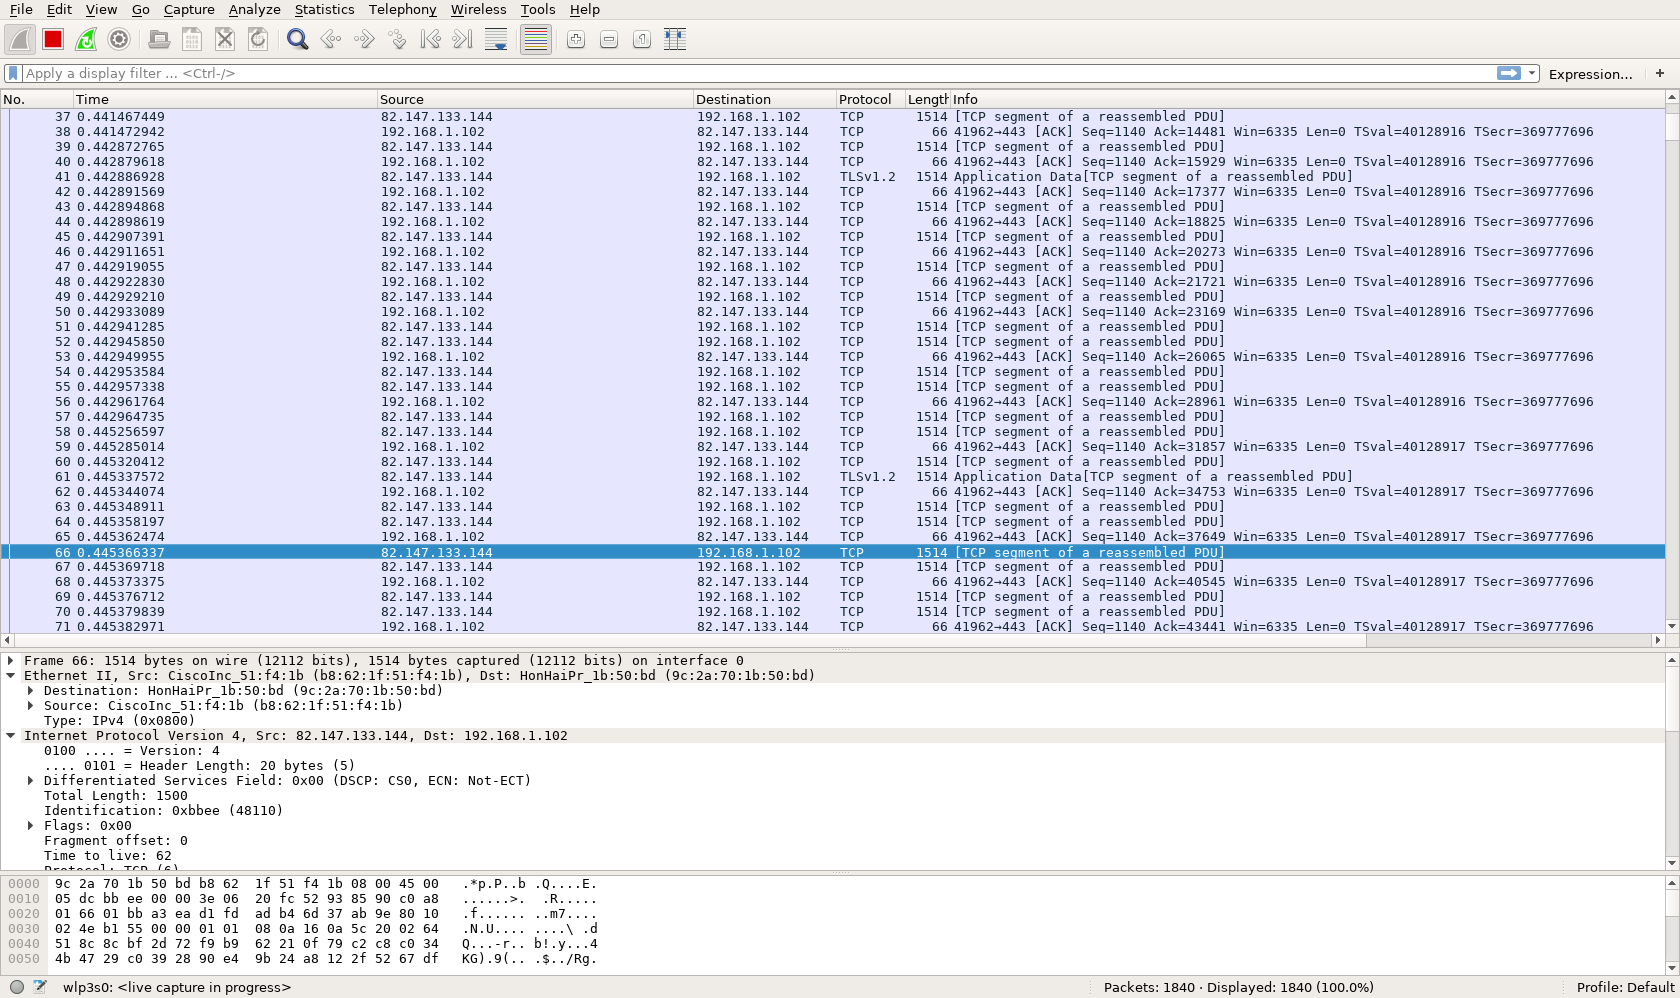 File Edit View Go Capture Analyze Statistics Telephony Wireless Tools Help
Apply a display filter ... <Ctrl-/> Expression... +
No. Time Source Destination Protocol Length Info
37 0.441467449 82.147.133.144 192.168.1.102 TCP 1514 [TCP segment of a reassembled PDU]
38 0.441472942 192.168.1.102 82.147.133.144 TCP 66 41962→443 [ACK] Seq=1140 Ack=14481 Win=6335 Len=0 TSval=40128916 TSecr=369777696
39 0.442872765 82.147.133.144 192.168.1.102 TCP 1514 [TCP segment of a reassembled PDU]
40 0.442879618 192.168.1.102 82.147.133.144 TCP 66 41962→443 [ACK] Seq=1140 Ack=15929 Win=6335 Len=0 TSval=40128916 TSecr=369777696
41 0.442886928 82.147.133.144 192.168.1.102 TLSv1.2 1514 Application Data[TCP segment of a reassembled PDU]
42 0.442891569 192.168.1.102 82.147.133.144 TCP 66 41962→443 [ACK] Seq=1140 Ack=17377 Win=6335 Len=0 TSval=40128916 TSecr=369777696
43 0.442894868 82.147.133.144 192.168.1.102 TCP 1514 [TCP segment of a reassembled PDU]
44 0.442898619 192.168.1.102 82.147.133.144 TCP 66 41962→443 [ACK] Seq=1140 Ack=18825 Win=6335 Len=0 TSval=40128916 TSecr=369777696
45 0.442907391 82.147.133.144 192.168.1.102 TCP 1514 [TCP segment of a reassembled PDU]
46 0.442911651 192.168.1.102 82.147.133.144 TCP 66 41962→443 [ACK] Seq=1140 Ack=20273 Win=6335 Len=0 TSval=40128916 TSecr=369777696
47 0.442919055 82.147.133.144 192.168.1.102 TCP 1514 [TCP segment of a reassembled PDU]
48 0.442922830 192.168.1.102 82.147.133.144 TCP 66 41962→443 [ACK] Seq=1140 Ack=21721 Win=6335 Len=0 TSval=40128916 TSecr=369777696
49 0.442929210 82.147.133.144 192.168.1.102 TCP 1514 [TCP segment of a reassembled PDU]
50 0.442933089 192.168.1.102 82.147.133.144 TCP 66 41962→443 [ACK] Seq=1140 Ack=23169 Win=6335 Len=0 TSval=40128916 TSecr=369777696
51 0.442941285 82.147.133.144 192.168.1.102 TCP 1514 [TCP segment of a reassembled PDU]
52 0.442945850 82.147.133.144 192.168.1.102 TCP 1514 [TCP segment of a reassembled PDU]
53 0.442949955 192.168.1.102 82.147.133.144 TCP 66 41962→443 [ACK] Seq=1140 Ack=26065 Win=6335 Len=0 TSval=40128916 TSecr=369777696
54 0.442953584 82.147.133.144 192.168.1.102 TCP 1514 [TCP segment of a reassembled PDU]
55 0.442957338 82.147.133.144 192.168.1.102 TCP 1514 [TCP segment of a reassembled PDU]
56 0.442961764 192.168.1.102 82.147.133.144 TCP 66 41962→443 [ACK] Seq=1140 Ack=28961 Win=6335 Len=0 TSval=40128916 TSecr=369777696
57 0.442964735 82.147.133.144 192.168.1.102 TCP 1514 [TCP segment of a reassembled PDU]
58 0.445256597 82.147.133.144 192.168.1.102 TCP 1514 [TCP segment of a reassembled PDU]
59 0.445285014 192.168.1.102 82.147.133.144 TCP 66 41962→443 [ACK] Seq=1140 Ack=31857 Win=6335 Len=0 TSval=40128917 TSecr=369777696
60 0.445320412 82.147.133.144 192.168.1.102 TCP 1514 [TCP segment of a reassembled PDU]
61 0.445337572 82.147.133.144 192.168.1.102 TLSv1.2 1514 Application Data[TCP segment of a reassembled PDU]
62 0.445344074 192.168.1.102 82.147.133.144 TCP 66 41962→443 [ACK] Seq=1140 Ack=34753 Win=6335 Len=0 TSval=40128917 TSecr=369777696
63 0.445348911 82.147.133.144 192.168.1.102 TCP 1514 [TCP segment of a reassembled PDU]
64 0.445358197 82.147.133.144 192.168.1.102 TCP 1514 [TCP segment of a reassembled PDU]
65 0.445362474 192.168.1.102 82.147.133.144 TCP 66 41962→443 [ACK] Seq=1140 Ack=37649 Win=6335 Len=0 TSval=40128917 TSecr=369777696
66 0.445366337 82.147.133.144 192.168.1.102 TCP 1514 [TCP segment of a reassembled PDU]
67 0.445369718 82.147.133.144 192.168.1.102 TCP 1514 [TCP segment of a reassembled PDU]
68 0.445373375 192.168.1.102 82.147.133.144 TCP 66 41962→443 [ACK] Seq=1140 Ack=40545 Win=6335 Len=0 TSval=40128917 TSecr=369777696
69 0.445376712 82.147.133.144 192.168.1.102 TCP 1514 [TCP segment of a reassembled PDU]
70 0.445379839 82.147.133.144 192.168.1.102 TCP 1514 [TCP segment of a reassembled PDU]
71 0.445382971 192.168.1.102 82.147.133.144 TCP 66 41962→443 [ACK] Seq=1140 Ack=43441 Win=6335 Len=0 TSval=40128917 TSecr=369777696
Frame 66: 1514 bytes on wire (12112 bits), 1514 bytes captured (12112 bits) on interface 0
Ethernet II, Src: CiscoInc_51:f4:1b (b8:62:1f:51:f4:1b), Dst: HonHaiPr_1b:50:bd (9c:2a:70:1b:50:bd)
Destination: HonHaiPr_1b:50:bd (9c:2a:70:1b:50:bd)
Source: CiscoInc_51:f4:1b (b8:62:1f:51:f4:1b)
Type: IPv4 (0x0800)
Internet Protocol Version 4, Src: 82.147.133.144, Dst: 192.168.1.102
0100 .... = Version: 4
.... 0101 = Header Length: 20 bytes (5)
Differentiated Services Field: 0x00 (DSCP: CS0, ECN: Not-ECT)
Total Length: 1500
Identification: 0xbbee (48110)
Flags: 0x00
Fragment offset: 0
Time to live: 62
Protocol: TCP (6)
0000 9c 2a 70 1b 50 bd b8 62 1f 51 f4 1b 08 00 45 00 .*p.P..b .Q....E.
0010 05 dc bb ee 00 00 3e 06 20 fc 52 93 85 90 c0 a8 ......>. .R.....
0020 01 66 01 bb a3 ea d1 fd ad b4 6d 37 ab 9e 80 10 .f...... ..m7....
0030 02 4e b1 55 00 00 01 01 08 0a 16 0a 5c 20 02 64 .N.U.... ....\ .d
0040 51 8c 8c bf 2d 72 f9 b9 62 21 0f 79 c2 c8 c0 34 Q...-r.. b!.y...4
0050 4b 47 29 c0 39 28 90 e4 9b 24 a8 12 2f 52 67 df KG).9(.. .$../Rg.
wlp3s0: <live capture in progress> Packets: 1840 · Displayed: 1840 (100.0%) Profile: Default